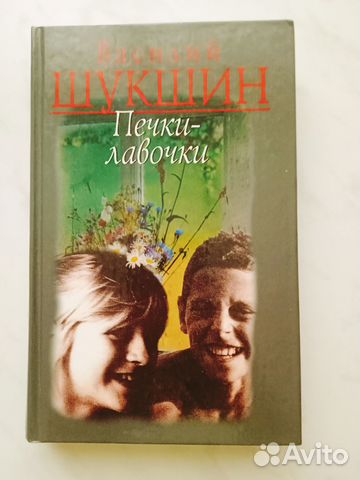 Василий
ШУКШИН
Печки-
лавочки
Avito